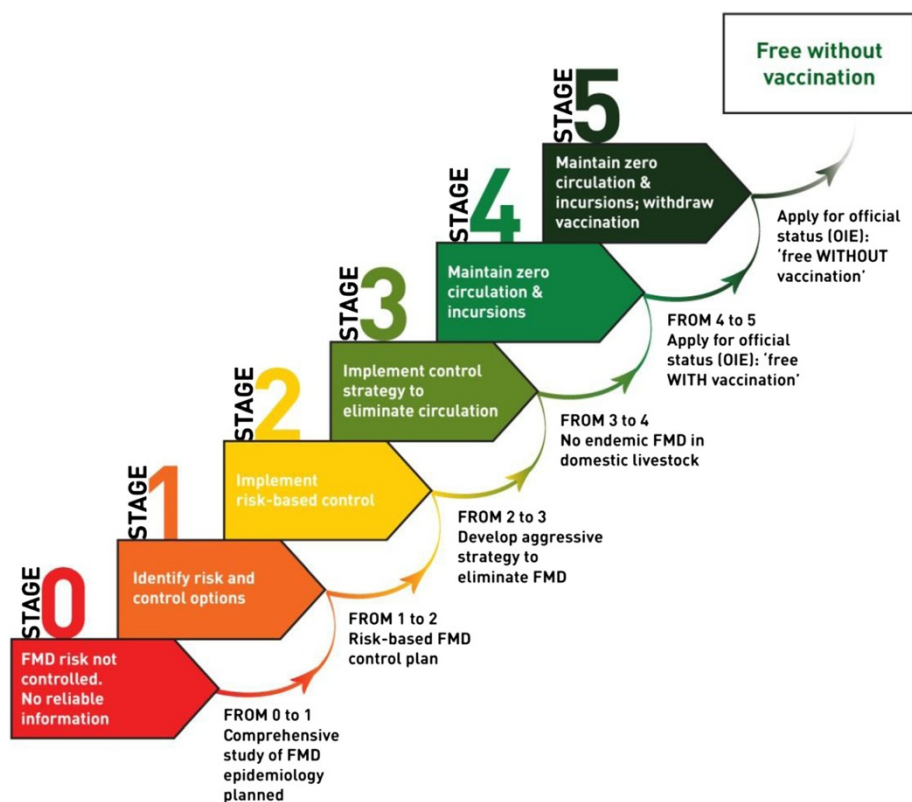 Free without
vaccination
STAGE 5
Maintain zero
circulation &
incursions; withdraw
vaccination
Apply for official
status (OIE):
‘free WITHOUT
vaccination’
STAGE 4
Maintain zero
circulation &
incursions
FROM 4 to 5
Apply for official
status (OIE): ‘free
WITH vaccination’
STAGE 3
Implement control
strategy to
eliminate circulation
FROM 3 to 4
No endemic FMD in
domestic livestock
STAGE 2
Implement
risk-based control
FROM 2 to 3
Develop aggressive
strategy to
eliminate FMD
STAGE 1
Identify risk and
control options
FROM 1 to 2
Risk-based FMD
control plan
STAGE 0
FMD risk not
controlled.
No reliable
information
FROM 0 to 1
Comprehensive
study of FMD
epidemiology
planned